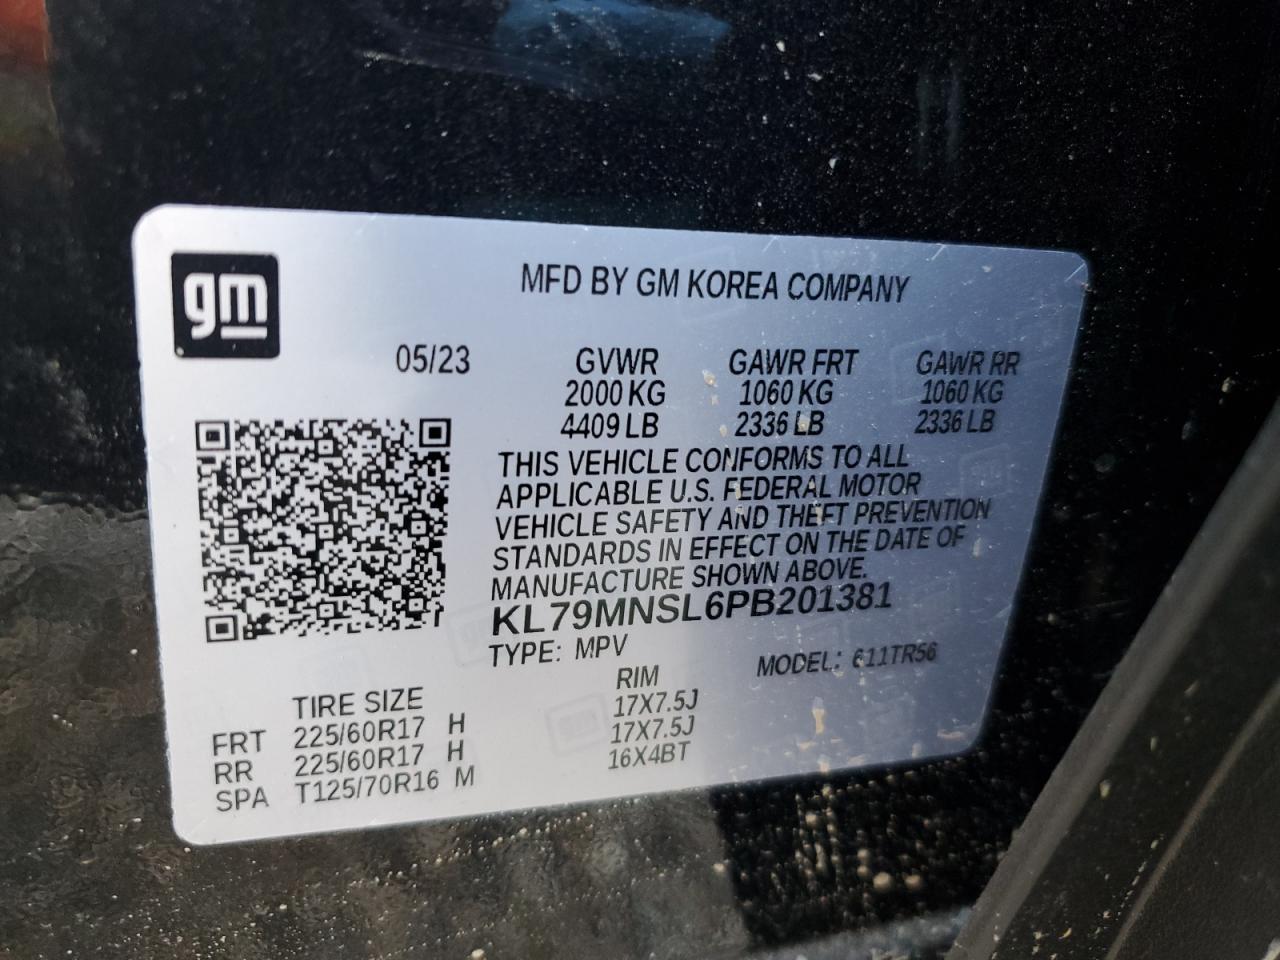 gm
MFD BY GM KOREA COMPANY
05/23 GVWR GAWR FRT GAWR RR
2000 KG 1060 KG 1060 KG
4409 LB 2336 LB 2336 LB
THIS VEHICLE CONFORMS TO ALL
APPLICABLE U.S. FEDERAL MOTOR
VEHICLE SAFETY AND THEFT PREVENTION
STANDARDS IN EFFECT ON THE DATE OF
MANUFACTURE SHOWN ABOVE.
KL79MNSL6PB201381
TYPE: MPV MODEL: 611TR56
TIRE SIZE RIM
FRT 225/60R17 H 17X7.5J
RR 225/60R17 H 17X7.5J
SPA T125/70R16 M 16X4BT